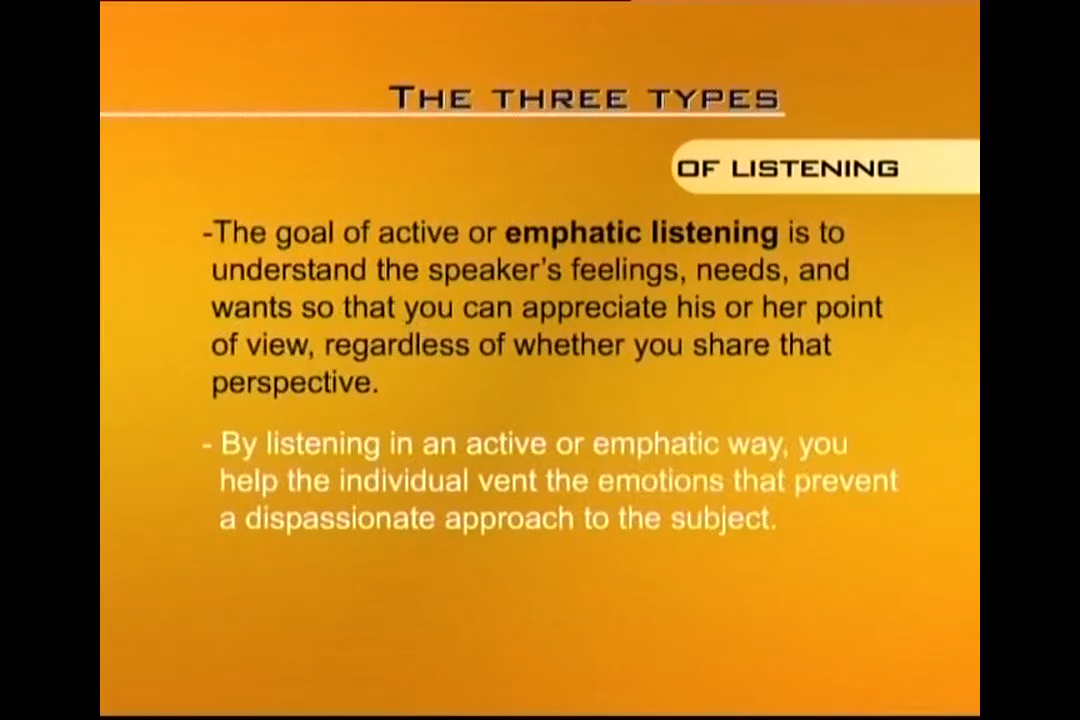 THE THREE TYPES
OF LISTENING
-The goal of active or emphatic listening is to
understand the speaker's feelings, needs, and
wants so that you can appreciate his or her point
of view, regardless of whether you share that
perspective.
- By listening in an active or emphatic way, you
help the individual vent the emotions that prevent
a dispassionate approach to the subject.